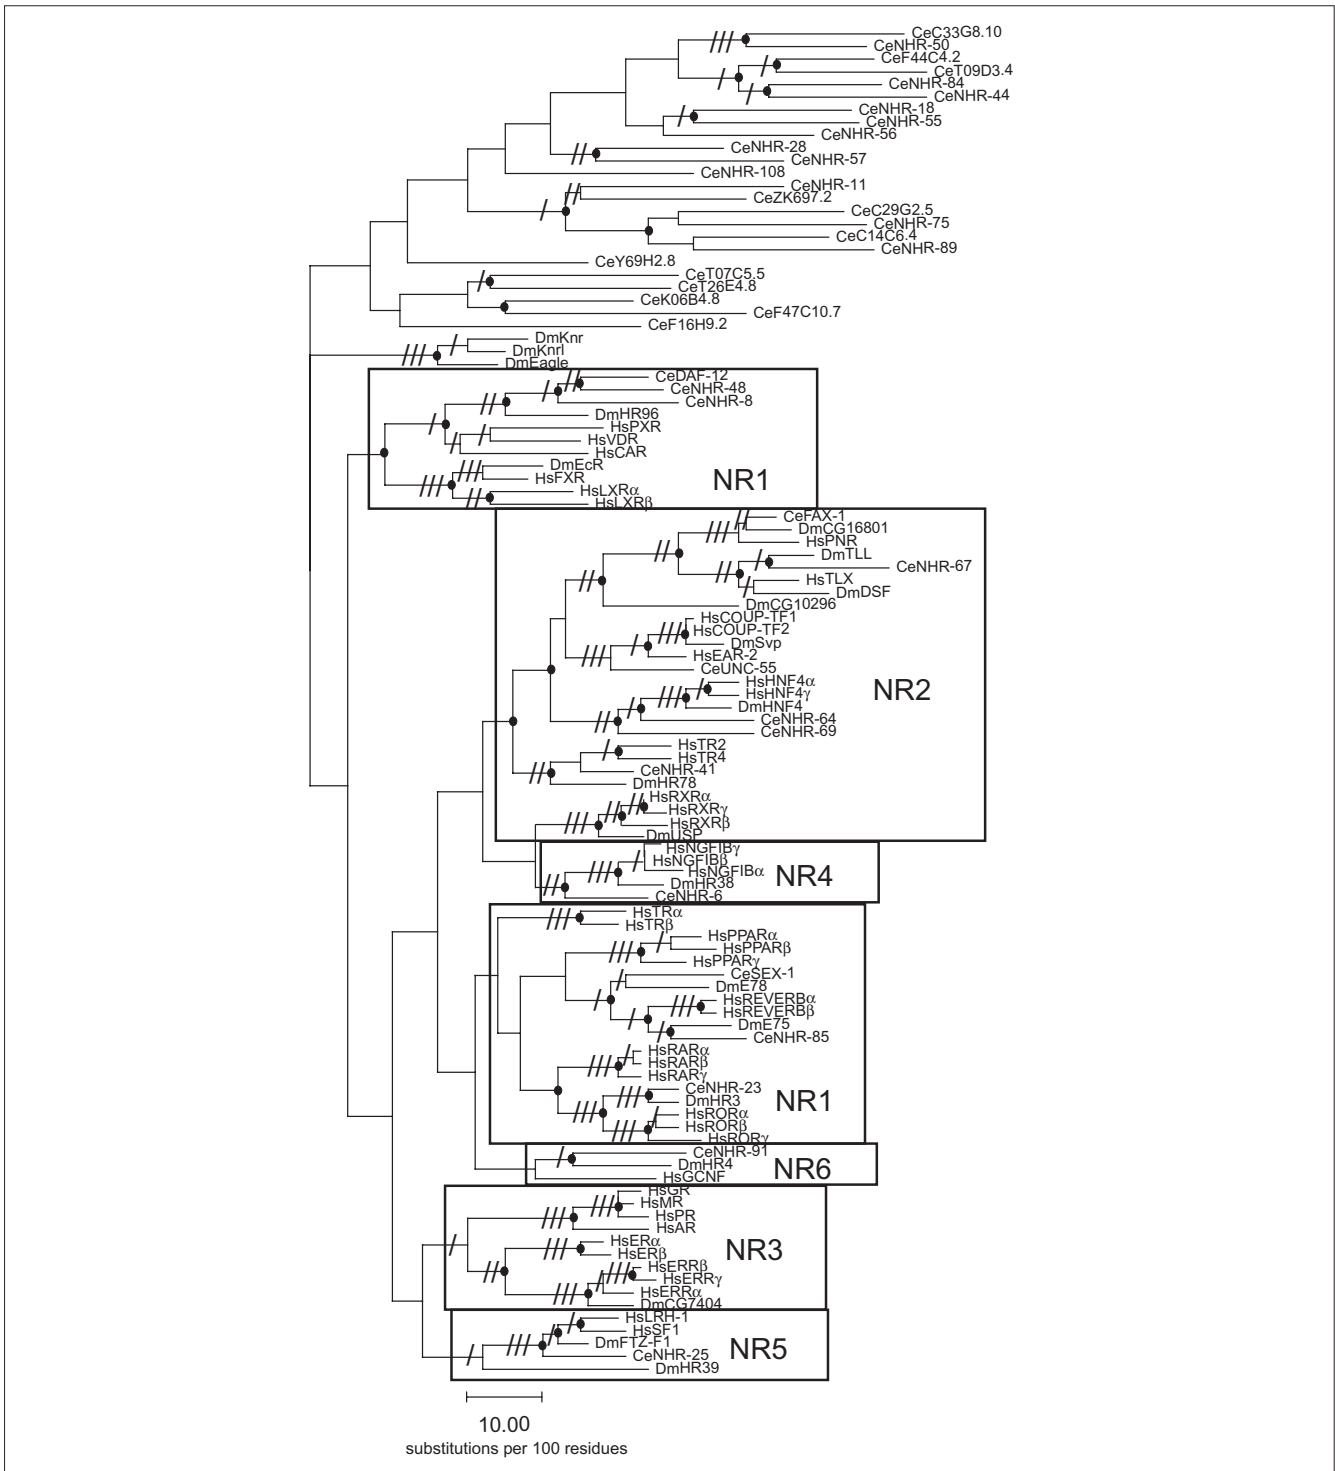 CeC33G8.10
CeNHR-50
CeF44C4.2
CeT09D3.4
CeNHR-84
CeNHR-44
CeNHR-18
CeNHR-55
CeNHR-56
CeNHR-28
CeNHR-57
CeNHR-108
CeNHR-11
CeZK697.2
CeC29G2.5
CeNHR-75
CeC14C6.4
CeNHR-89
CeY69H2.8
CeT07C5.5
CeT26E4.8
CeK06B4.8
CeF47C10.7
CeF16H9.2
DmKnr
DmKnrl
DmEagle
CeDAF-12
CeNHR-48
CeNHR-8
DmHR96
HsPXR
HsVDR
HsCAR
DmEcR
HsFXR
NR1
HsLXRα
HsLXRβ
CeFAX-1
DmCG16801
HsPNR
DmTLL
CeNHR-67
HsTLX
DmDSF
DmCG10296
HsCOUP-TF1
HsCOUP-TF2
DmSvp
HsEAR-2
CeUNC-55
HsHNF4α
NR2
HsHNF4γ
DmHNF4
CeNHR-64
CeNHR-69
HsTR2
HsTR4
CeNHR-41
DmHR78
HsRXRα
HsRXRγ
HsRXRβ
DmUSP
HsNGFIBγ
HsNGFIBβ
HsNGFIBα
NR4
DmHR38
CeNHR-6
HsTRα
HsTRβ
HsPPARα
HsPPARβ
HsPPARγ
CeSEX-1
DmE78
HsREVERBα
HsREVERBβ
DmE75
CeNHR-85
HsRARα
HsRARβ
HsRARγ
CeNHR-23
DmHR3
NR1
HsRORα
HsRORβ
HsRORγ
CeNHR-91
DmHR4
NR6
HsGCNF
HsGR
HsMR
HsPR
HsAR
HsERα
NR3
HsERβ
HsERRβ
HsERRγ
HsERRα
DmCG7404
HsLRH-1
HsSF1
DmFTZ-F1
NR5
CeNHR-25
DmHR39
10.00
substitutions per 100 residues